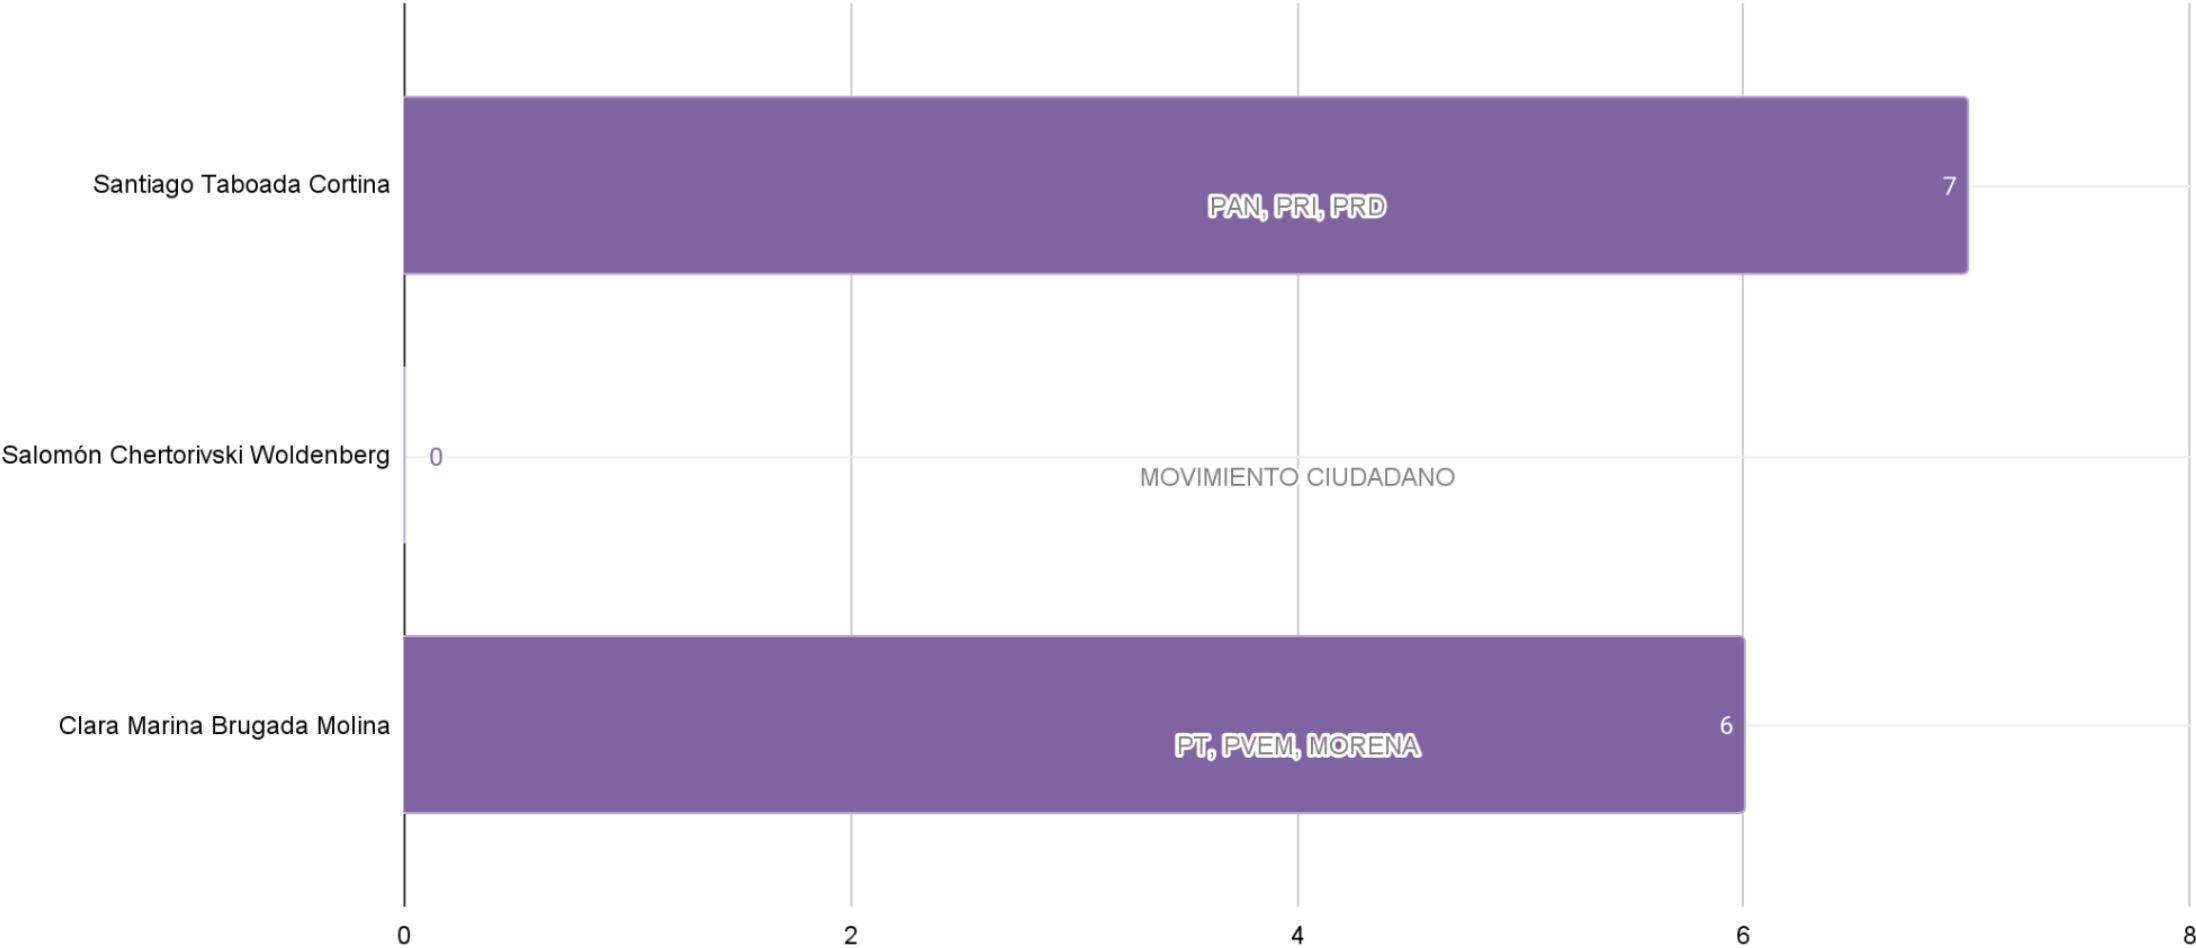 Santiago Taboada Cortina
7
PAN, PRI, PRD
Salomón Chertorivski Woldenberg
0
MOVIMIENTO CIUDADANO
Clara Marina Brugada Molina
6
PT, PVEM, MORENA
0 2 4 6 8